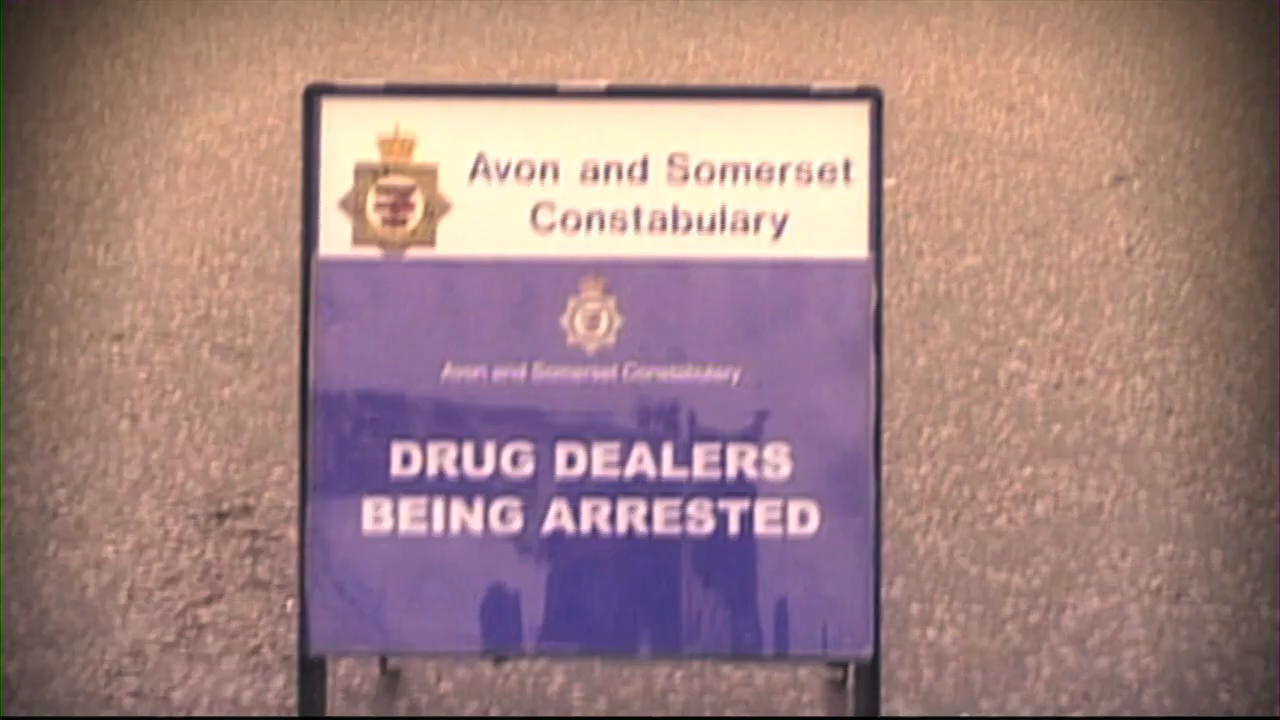 Avon and Somerset
Constabulary
Avon and Somerset Constabulary
DRUG DEALERS
BEING ARRESTED